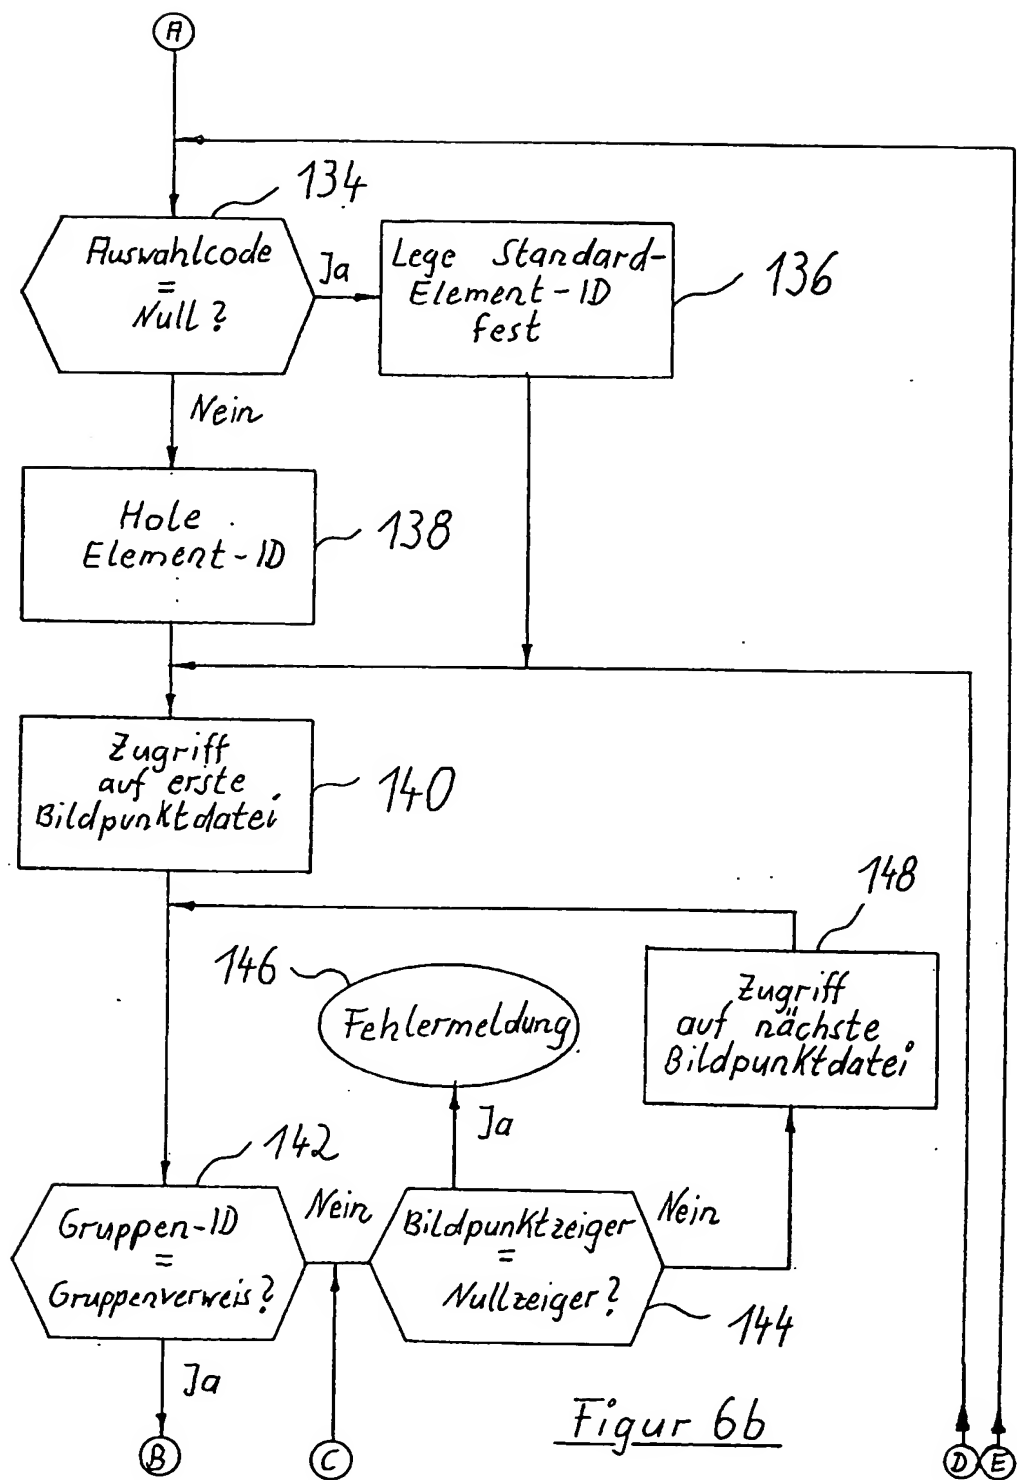 A
134
Auswahlcode
=
Null?
Ja
Lege Standard-
Element-ID
fest
136
Nein
Hole
Element-ID
138
Zugriff
auf erste
Bildpunktdatei
140
148
146
Fehlermeldung
Zugriff
auf nächste
Bildpunktdatei
Ja
142
Gruppen-ID
=
Gruppenverweis?
Nein
Bildpunktzeiger
=
Nullzeiger?
Nein
144
Ja
Figur 6b
B
C
D
E